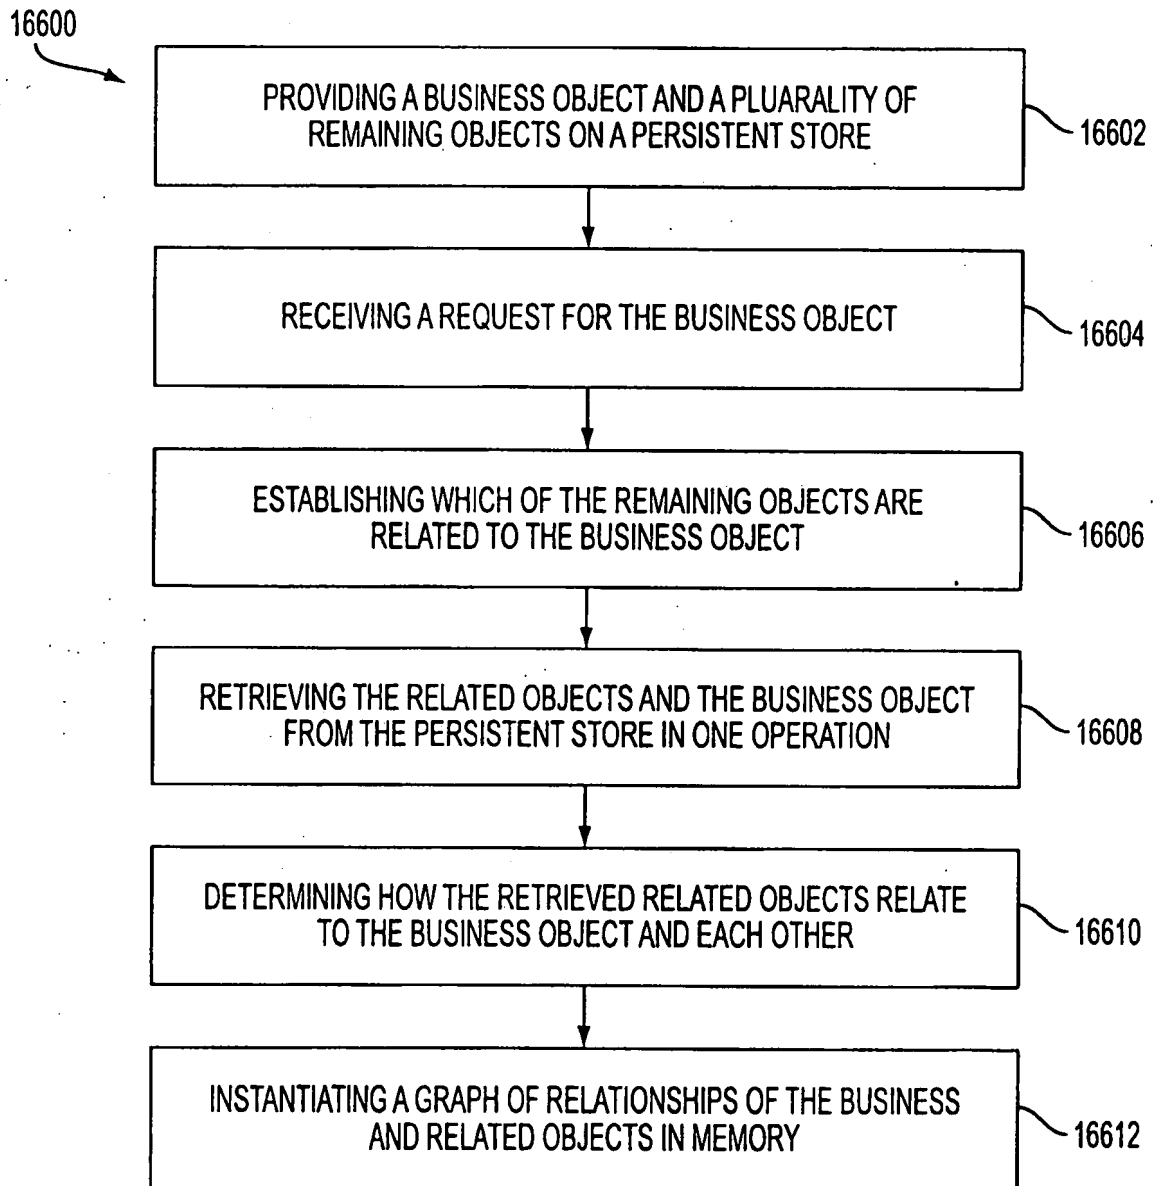 16600
PROVIDING A BUSINESS OBJECT AND A PLUARALITY OF
REMAINING OBJECTS ON A PERSISTENT STORE
16602
RECEIVING A REQUEST FOR THE BUSINESS OBJECT
16604
ESTABLISHING WHICH OF THE REMAINING OBJECTS ARE
RELATED TO THE BUSINESS OBJECT
16606
RETRIEVING THE RELATED OBJECTS AND THE BUSINESS OBJECT
FROM THE PERSISTENT STORE IN ONE OPERATION
16608
DETERMINING HOW THE RETRIEVED RELATED OBJECTS RELATE
TO THE BUSINESS OBJECT AND EACH OTHER
16610
INSTANTIATING A GRAPH OF RELATIONSHIPS OF THE BUSINESS
AND RELATED OBJECTS IN MEMORY
16612